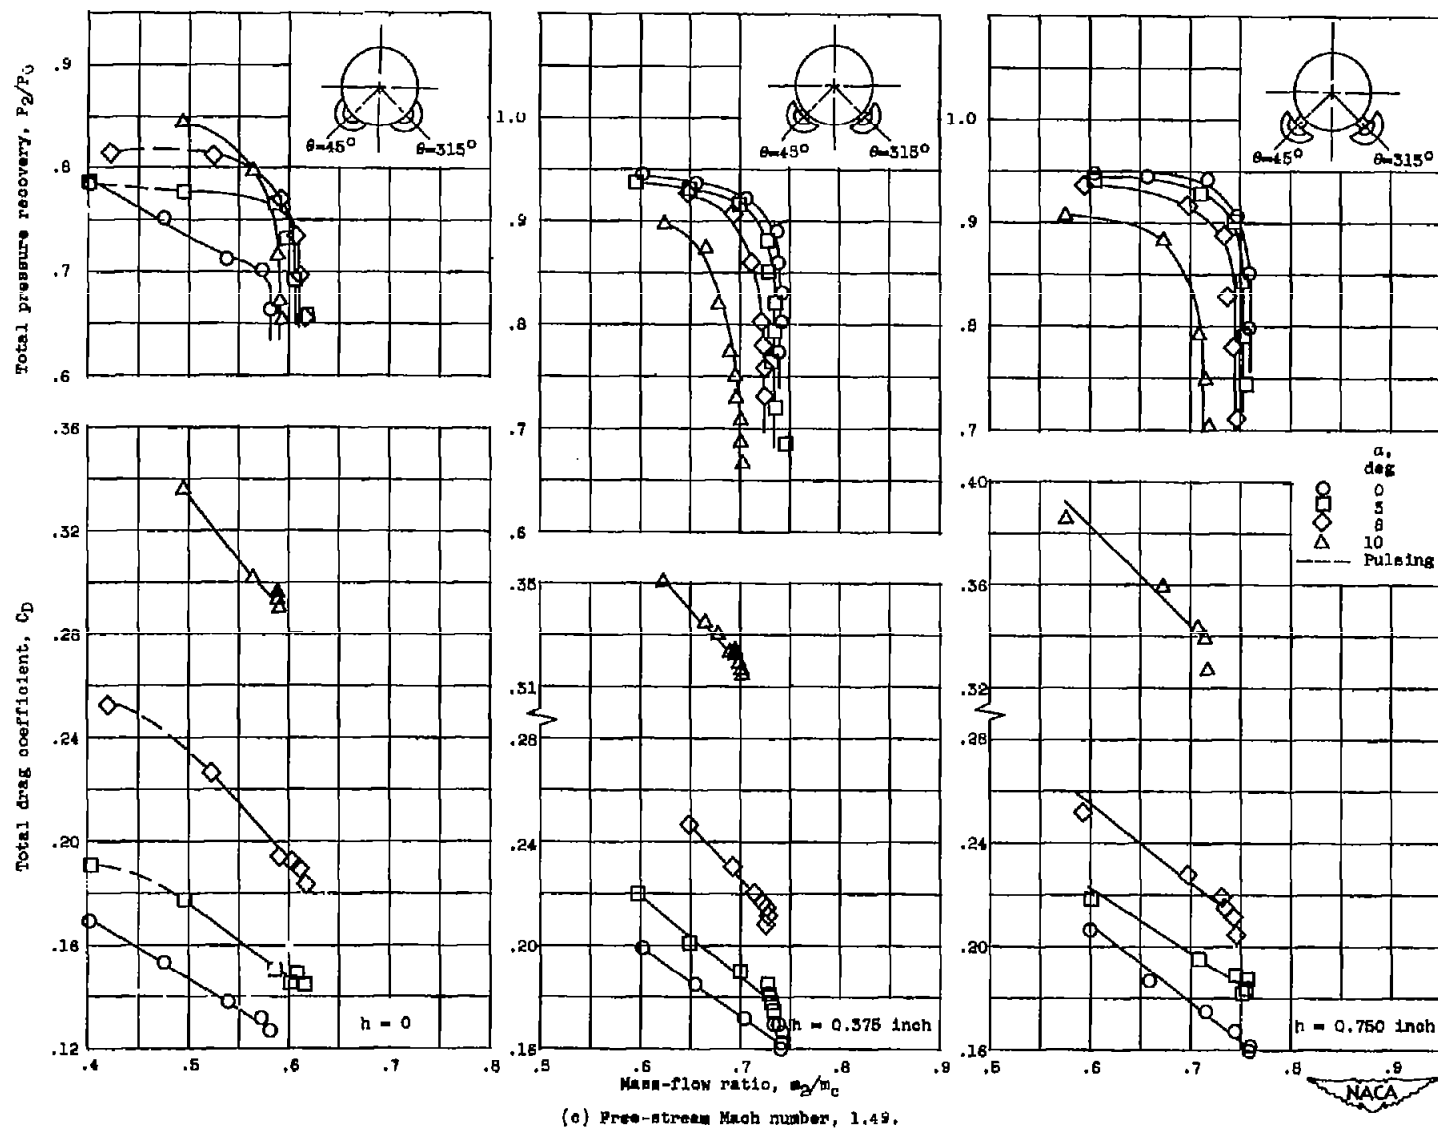 Total pressure recovery, P2/P0
.9
.8
.7
.6
θ=45°
θ=315°
1.0
.9
.8
.7
.6
θ=45°
θ=315°
1.0
.9
.8
.7
θ=45°
θ=315°
α,
deg
0
3
6
10
Pulsing
Total drag coefficient, CD
.36
.32
.28
.24
.20
.16
.12
h = 0
.35
.31
.28
.24
.20
.16
h = 0.375 inch
.40
.36
.32
.24
.20
.16
h = 0.750 inch
.4 .5 .6 .7 .8
.5 .6 .7 .8 .9
.5 .6 .7 .8 .9
Mass-flow ratio, m2/mc
NACA
(c) Free-stream Mach number, 1.49.